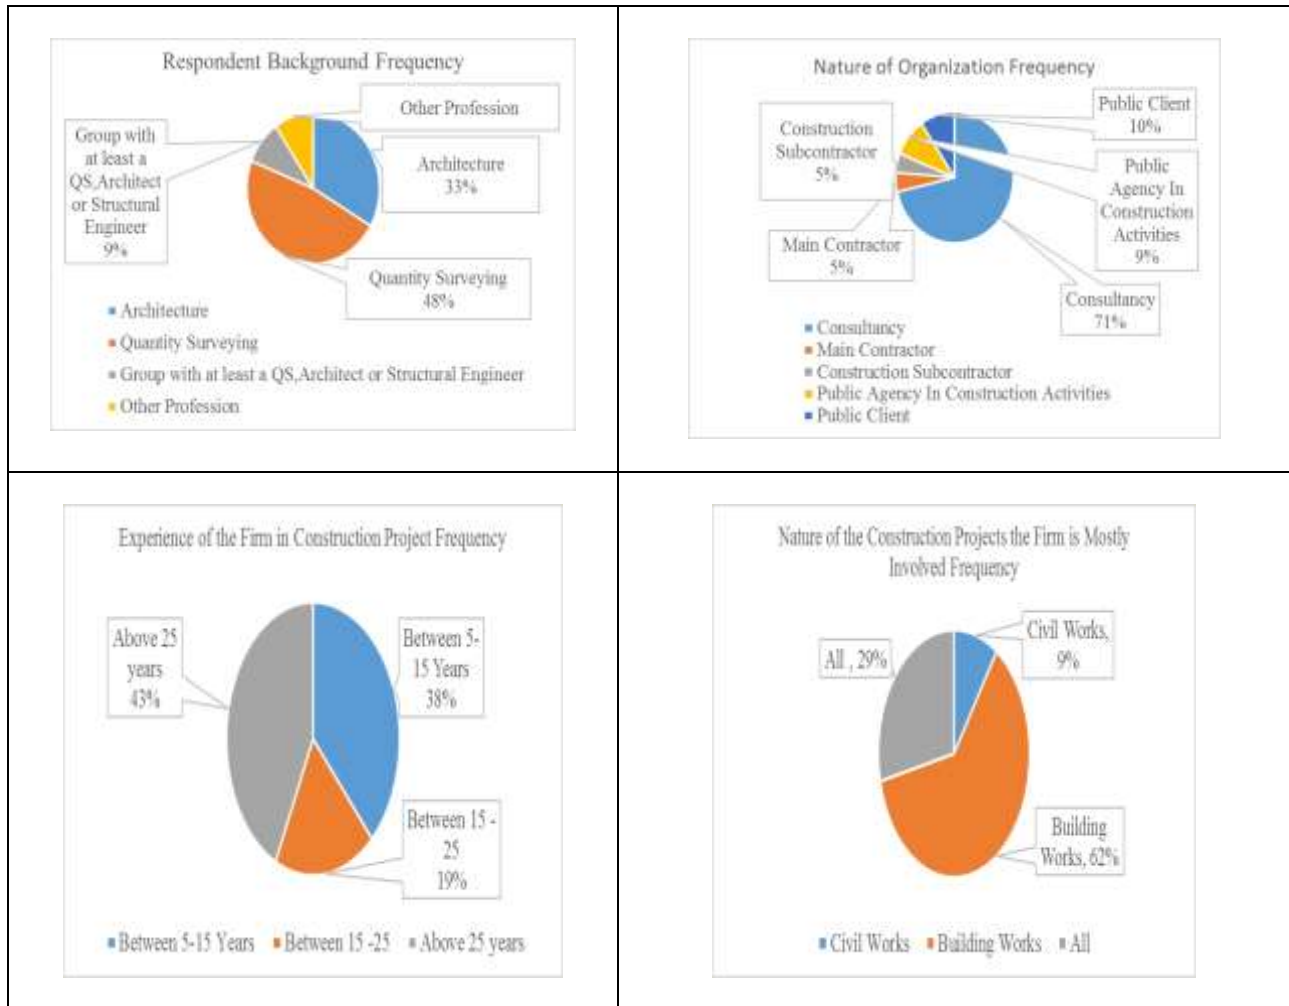 Respondent Background Frequency
Other Profession
Group with
at least a
QS,Architect
or Structural
Engineer
9%
Architecture
33%
Quantity Surveying
48%
Architecture
Quantity Surveying
Group with at least a QS,Architect or Structural Engineer
Other Profession
Nature of Organization Frequency
Public Client
10%
Construction
Subcontractor
5%
Public
Agency In
Construction
Activities
9%
Main Contractor
5%
Consultancy
71%
Consultancy
Main Contractor
Construction Subcontractor
Public Agency In Construction Activities
Public Client
Experience of the Firm in Construction Project Frequency
Above 25
years
43%
Between 5-
15 Years
38%
Between 15 -
25
19%
Between 5-15 Years
Between 15 -25
Above 25 years
Nature of the Construction Projects the Firm is Mostly
Involved Frequency
Civil Works,
9%
All , 29%
Building
Works, 62%
Civil Works
Building Works
All